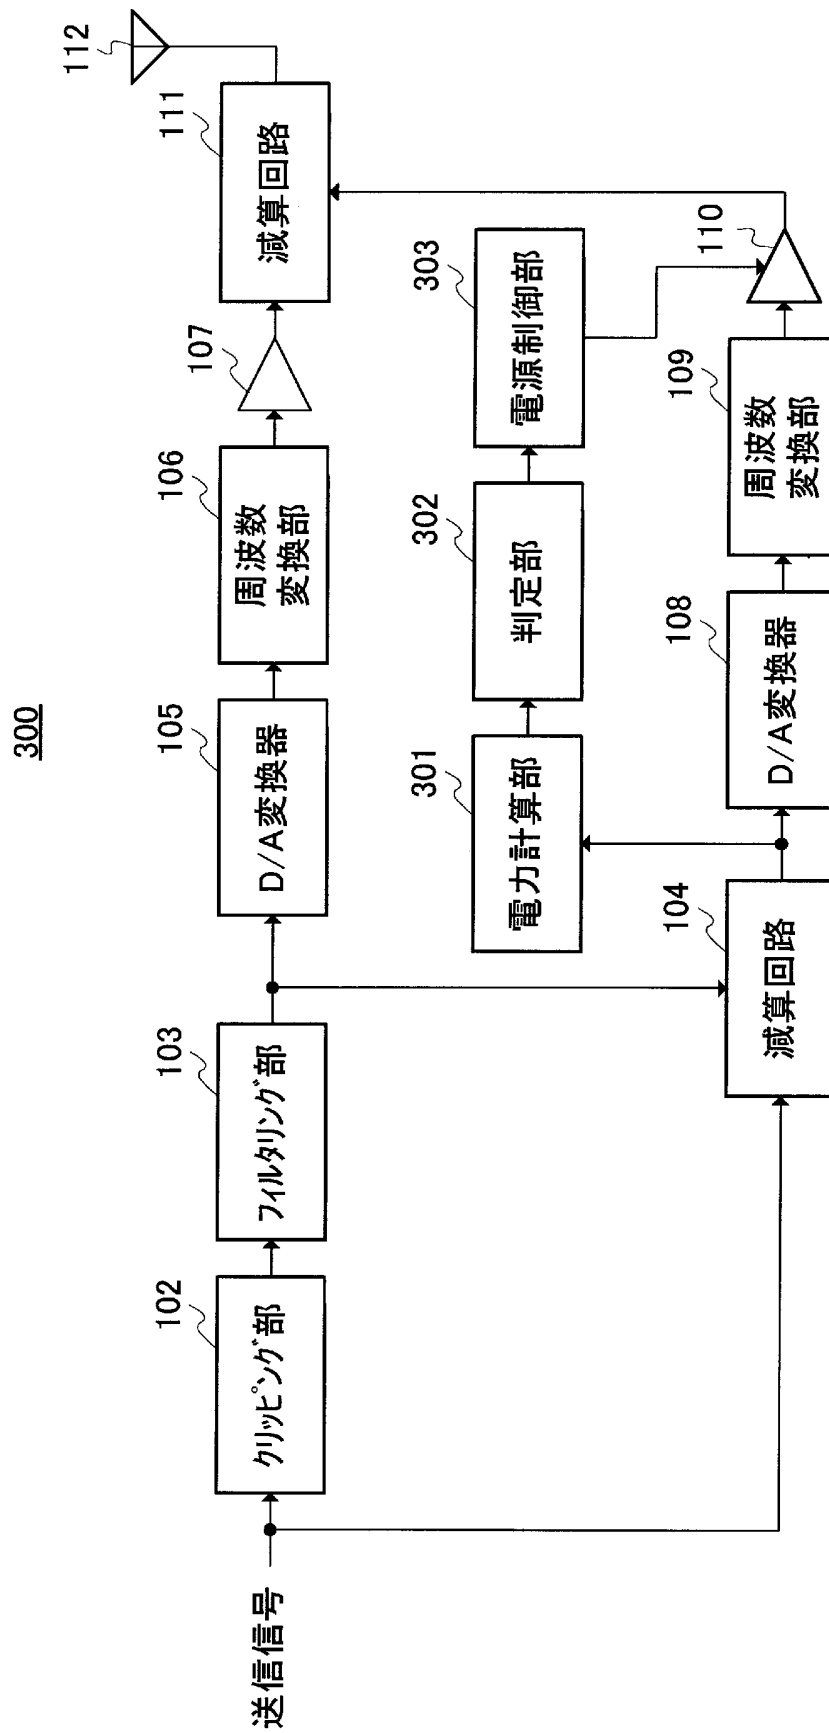 300
送信信号
102
クリッピング部
103
フィルタリング部
105
D/A変換器
106
周波数
変換部
107
111
減算回路
112
301
電力計算部
302
判定部
303
電源制御部
104
減算回路
108
D/A変換器
109
周波数
変換部
110